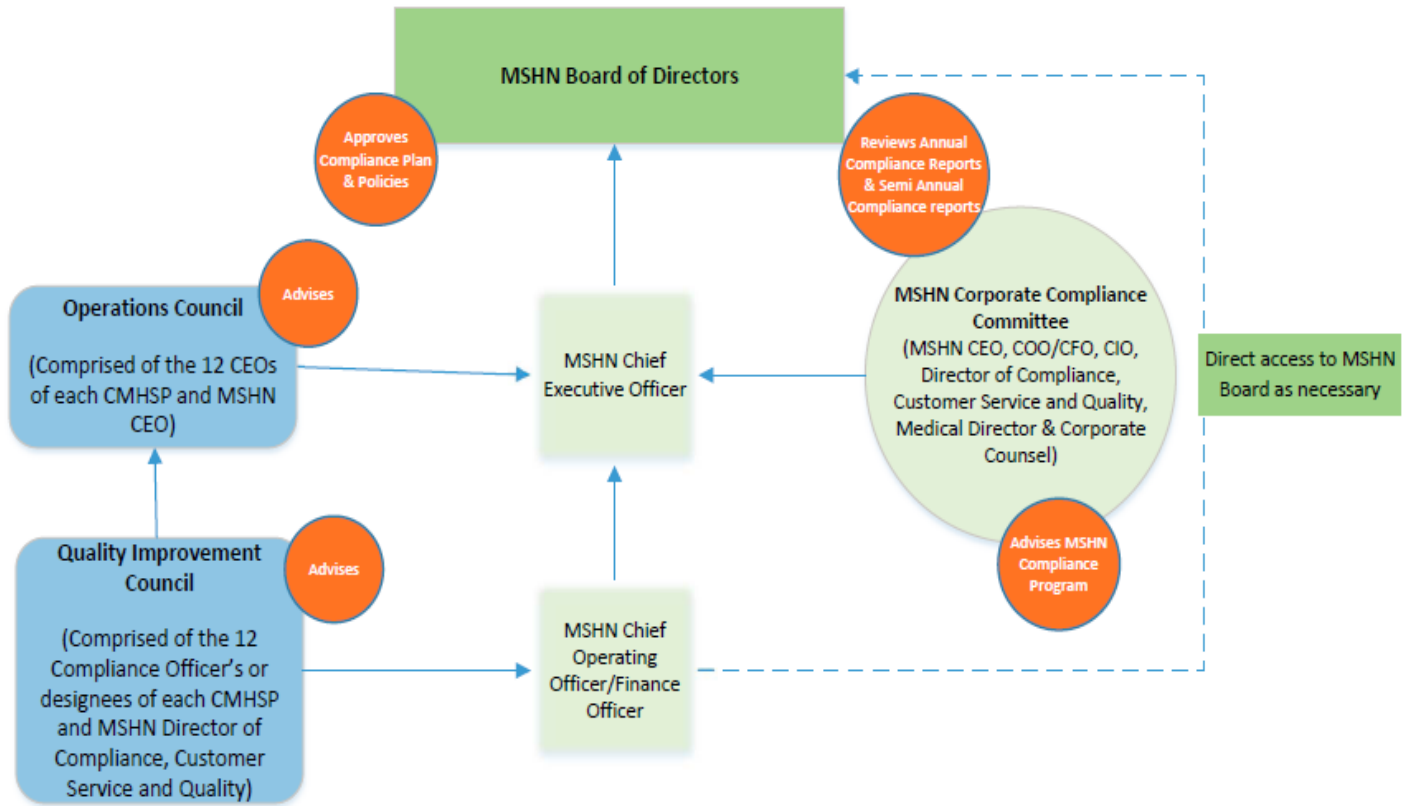 MSHN Board of Directors
Approves
Compliance Plan
& Policies
Reviews Annual
Compliance Reports
& Semi Annual
Compliance reports
Operations Council
(Comprised of the 12 CEOs
of each CMHSP and MSHN
CEO)
Advises
MSHN Chief
Executive Officer
MSHN Corporate Compliance
Committee
(MSHN CEO, COO/CFO, CIO,
Director of Compliance,
Customer Service and Quality,
Medical Director & Corporate
Counsel)
Direct access to MSHN
Board as necessary
Advises MSHN
Compliance
Program
Quality Improvement
Council
(Comprised of the 12
Compliance Officer's or
designees of each CMHSP
and MSHN Director of
Compliance, Customer
Service and Quality)
Advises
MSHN Chief
Operating
Officer/Finance
Officer